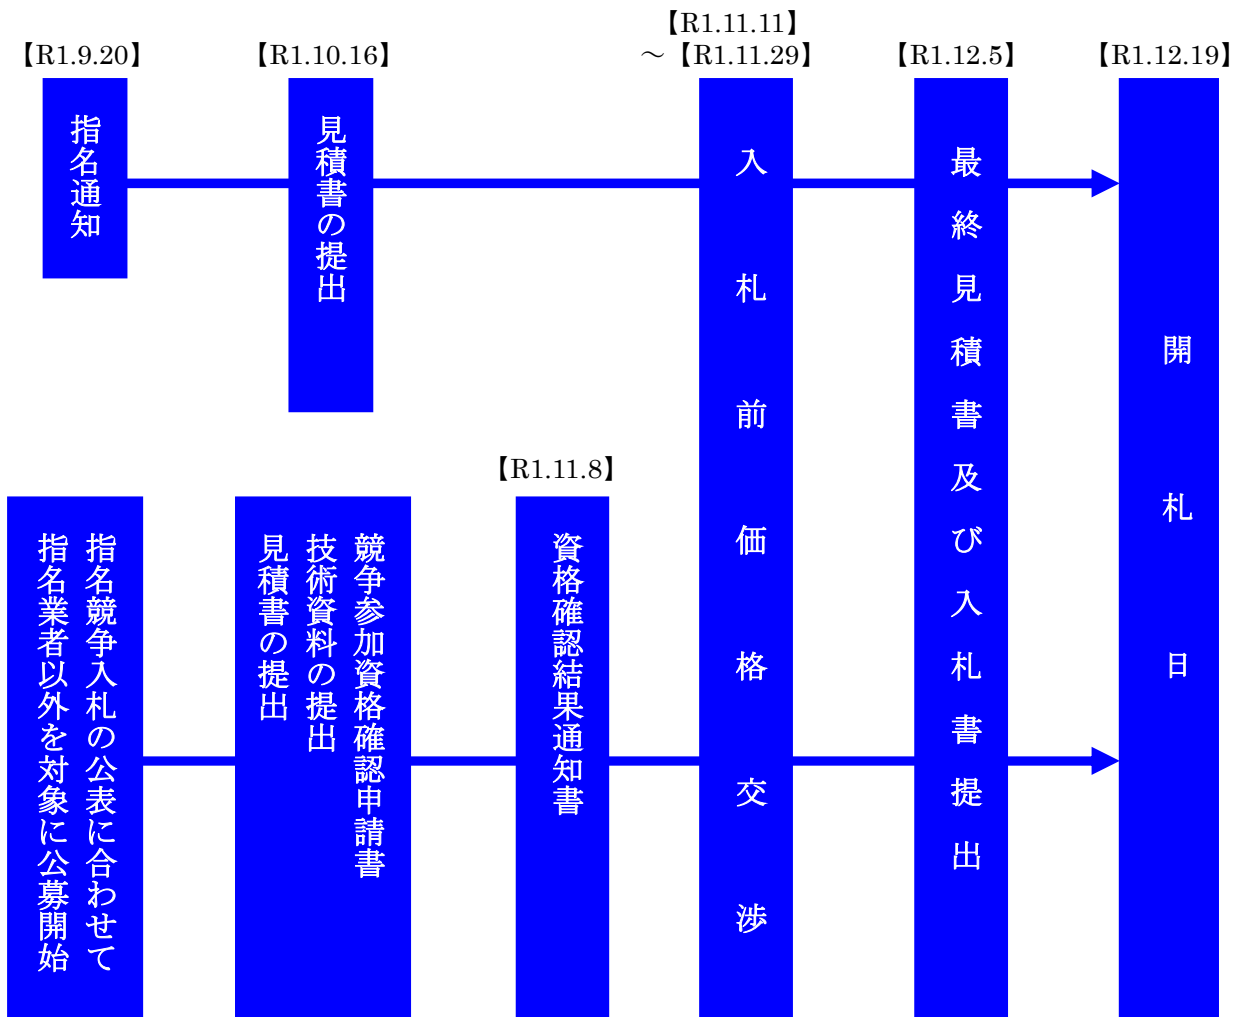 【R1.9.20】
【R1.10.16】
【R1.11.11】
～【R1.11.29】
【R1.12.5】
【R1.12.19】
指名通知
見積書の提出
入札前価格交渉
最終見積書及び入札書提出
開札日
【R1.11.8】
指名競争入札の公表に合わせて
指名業者以外を対象に公募開始
競争参加資格確認申請書
技術資料の提出
見積書の提出
資格確認結果通知書